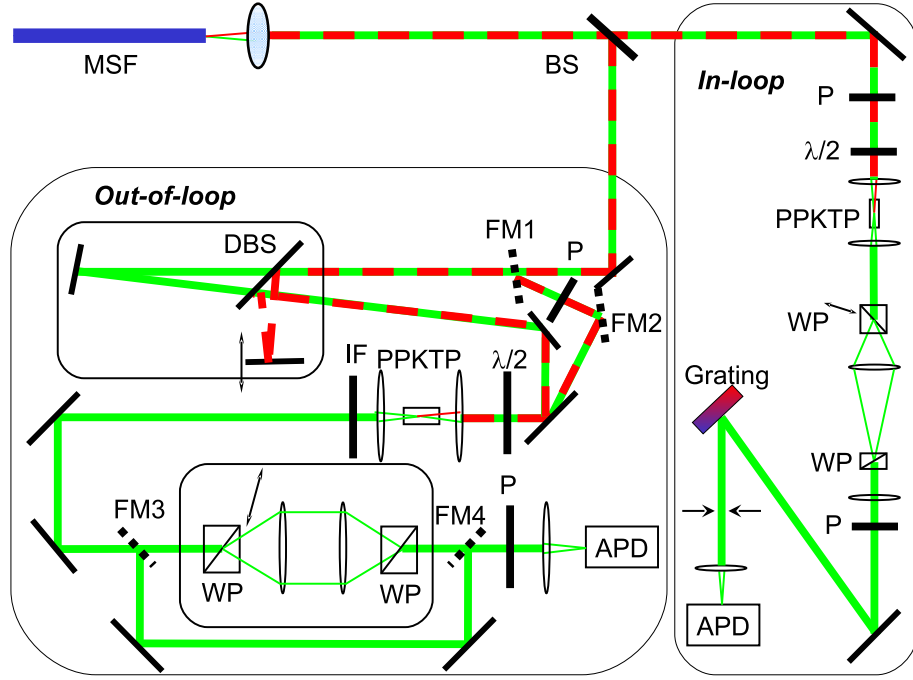 MSF
BS
In-loop
P
λ/2
PPKTP
WP
Grating
WP
P
APD
Out-of-loop
DBS
FM1
P
FM2
IF
PPKTP
λ/2
FM3
WP
WP
FM4
P
APD